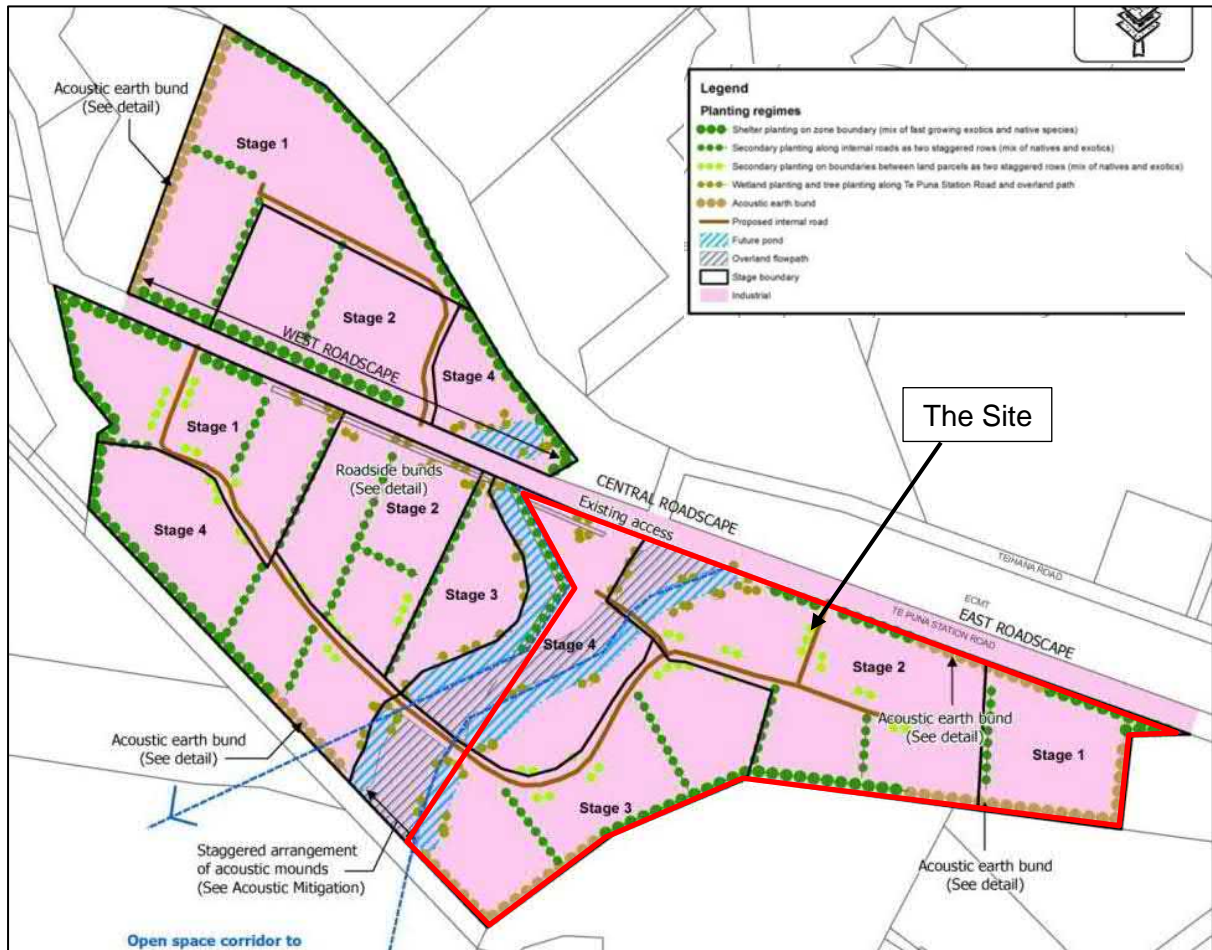 Legend
Planting regimes
Shelter planting on zone boundary (mix of fast growing exotics and native species)
Secondary planting along internal roads as two staggered rows (mix of natives and exotics)
Secondary planting on boundaries between land parcels as two staggered rows (mix of natives and exotics)
Wetland planting and tree planting along Te Puna Station Road and overland path
Acoustic earth bund
Proposed internal road
Future pond
Overland flowpath
Stage boundary
Industrial
Acoustic earth bund
(See detail)
Stage 1
Stage 2
WEST ROADSCAPE
Stage 4
The Site
Stage 1
Roadside bunds
(See detail)
Stage 2
Stage 4
Stage 3
CENTRAL ROADSCAPE
Existing access
TEIHANA ROAD
ECMT
EAST ROADSCAPE
TE PUNA STATION ROAD
Stage 4
Stage 2
Acoustic earth bund
(See detail)
Stage 1
Acoustic earth bund
(See detail)
Stage 3
Staggered arrangement
of acoustic mounds
(See Acoustic Mitigation)
Acoustic earth bund
(See detail)
Open space corridor to